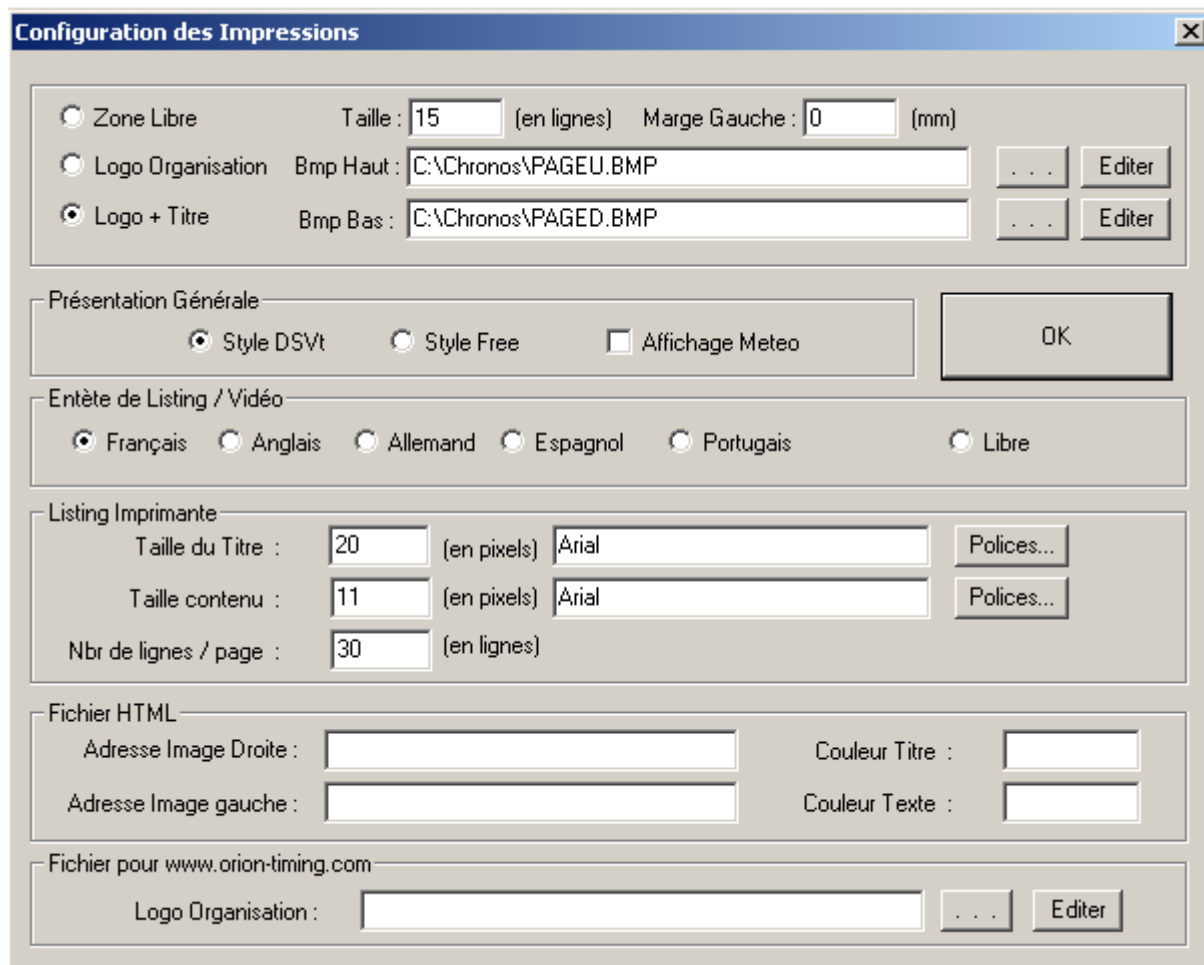 Configuration des Impressions
Zone Libre Taille : 15 (en lignes) Marge Gauche : 0 (mm)
Logo Organisation Bmp Haut : C:\Chronos\PAGEU.BMP . . . Editer
Logo + Titre Bmp Bas : C:\Chronos\PAGED.BMP . . . Editer
Présentation Générale
Style DSVt Style Free Affichage Meteo OK
Entète de Listing / Vidéo
Français Anglais Allemand Espagnol Portugais Libre
Listing Imprimante
Taille du Titre : 20 (en pixels) Arial Polices...
Taille contenu : 11 (en pixels) Arial Polices...
Nbr de lignes / page : 30 (en lignes)
Fichier HTML
Adresse Image Droite : Couleur Titre :
Adresse Image gauche : Couleur Texte :
Fichier pour www.orion-timing.com
Logo Organisation : . . . Editer